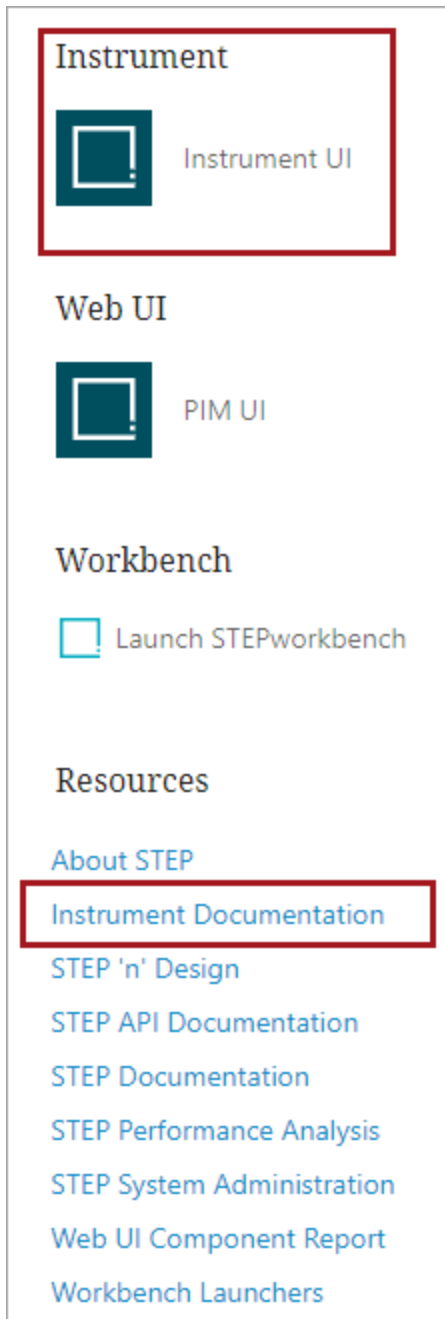 Instrument
Instrument UI
Web UI
PIM UI
Workbench
Launch STEPworkbench
Resources
About STEP
Instrument Documentation
STEP 'n' Design
STEP API Documentation
STEP Documentation
STEP Performance Analysis
STEP System Administration
Web UI Component Report
Workbench Launchers